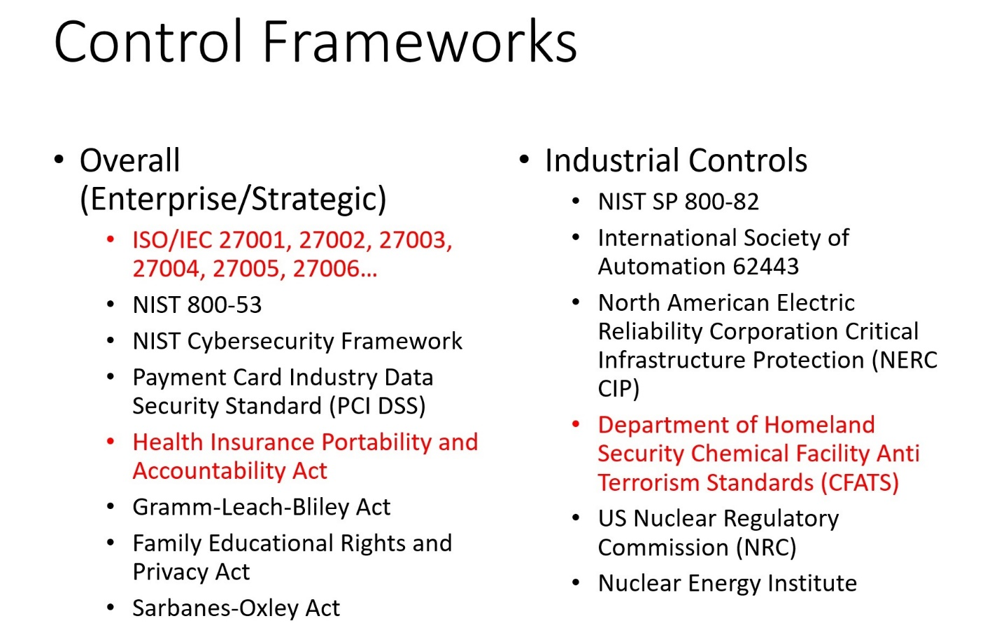 Control Frameworks
• Overall
(Enterprise/Strategic)
• ISO/IEC 27001, 27002, 27003,
27004, 27005, 27006...
• NIST 800-53
• NIST Cybersecurity Framework
• Payment Card Industry Data
Security Standard (PCI DSS)
• Health Insurance Portability and
Accountability Act
• Gramm-Leach-Bliley Act
• Family Educational Rights and
Privacy Act
• Sarbanes-Oxley Act
• Industrial Controls
• NIST SP 800-82
• International Society of
Automation 62443
• North American Electric
Reliability Corporation Critical
Infrastructure Protection (NERC
CIP)
• Department of Homeland
Security Chemical Facility Anti
Terrorism Standards (CFATS)
• US Nuclear Regulatory
Commission (NRC)
• Nuclear Energy Institute